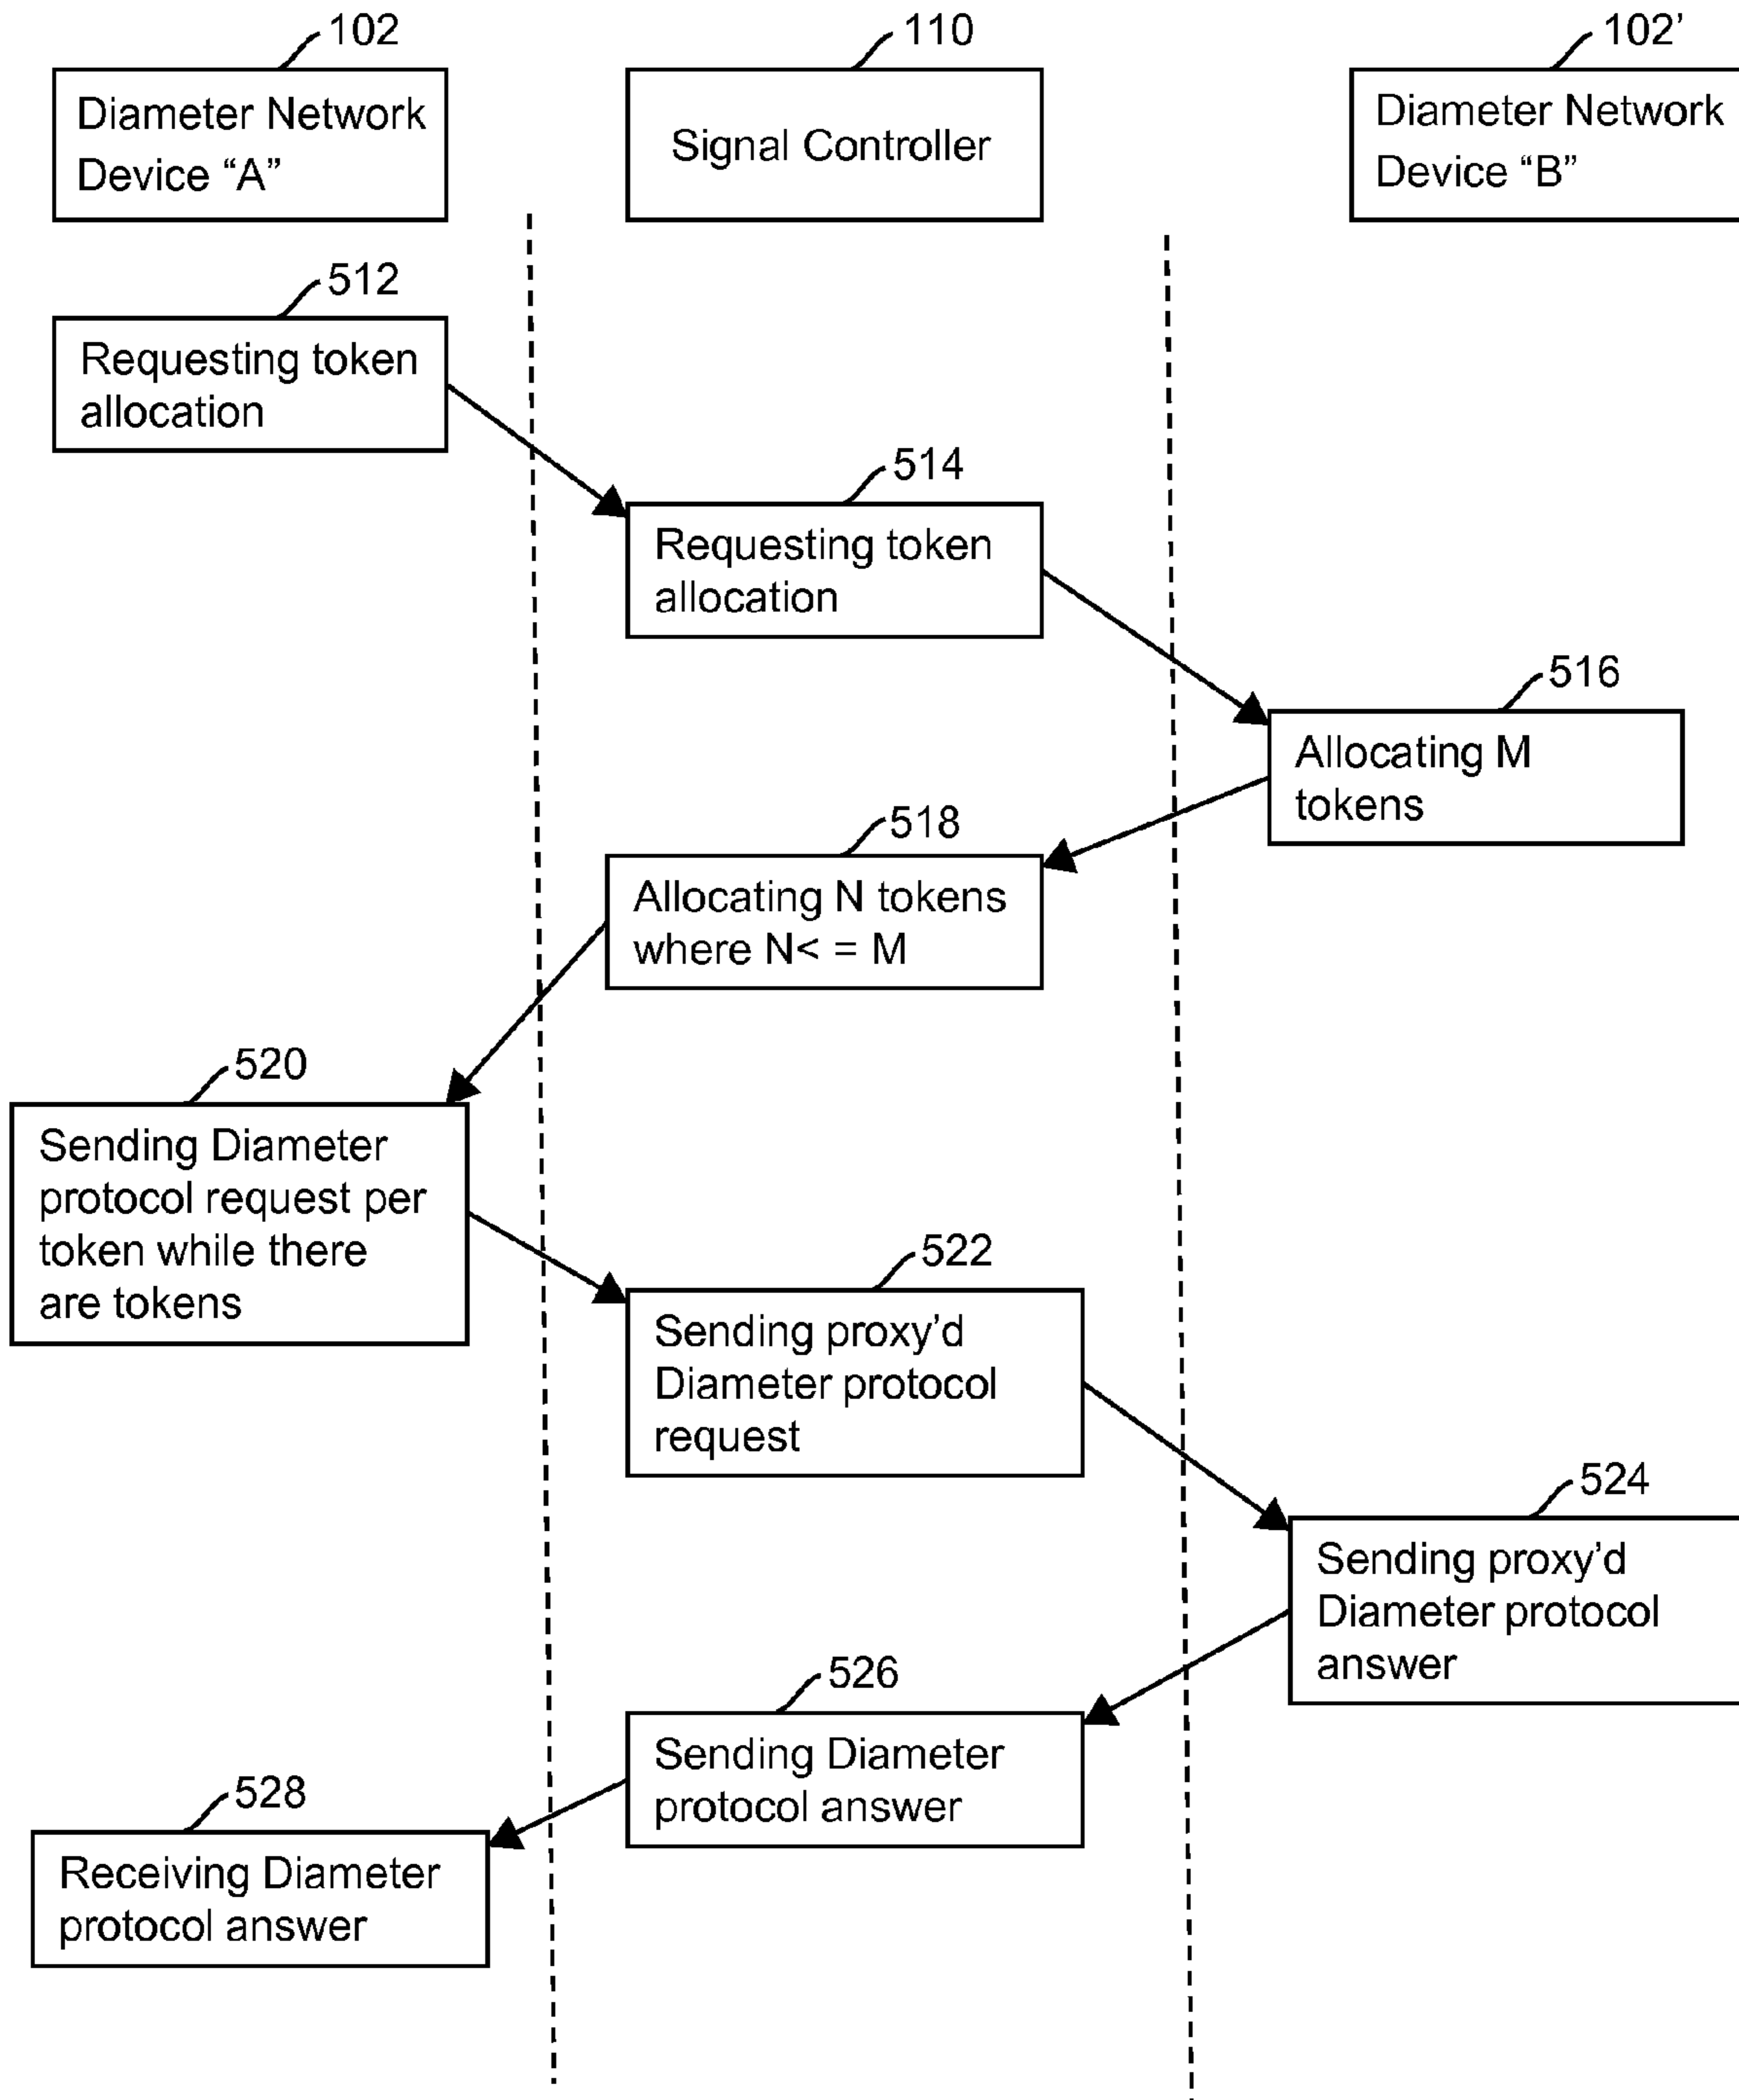 102
110
102’
Diameter Network
Device “A”
Signal Controller
Diameter Network
Device “B”
512
Requesting token
allocation
514
Requesting token
allocation
516
Allocating M
tokens
518
Allocating N tokens
where N< = M
520
Sending Diameter
protocol request per
token while there
are tokens
522
Sending proxy’d
Diameter protocol
request
524
Sending proxy’d
Diameter protocol
answer
526
Sending Diameter
protocol answer
528
Receiving Diameter
protocol answer